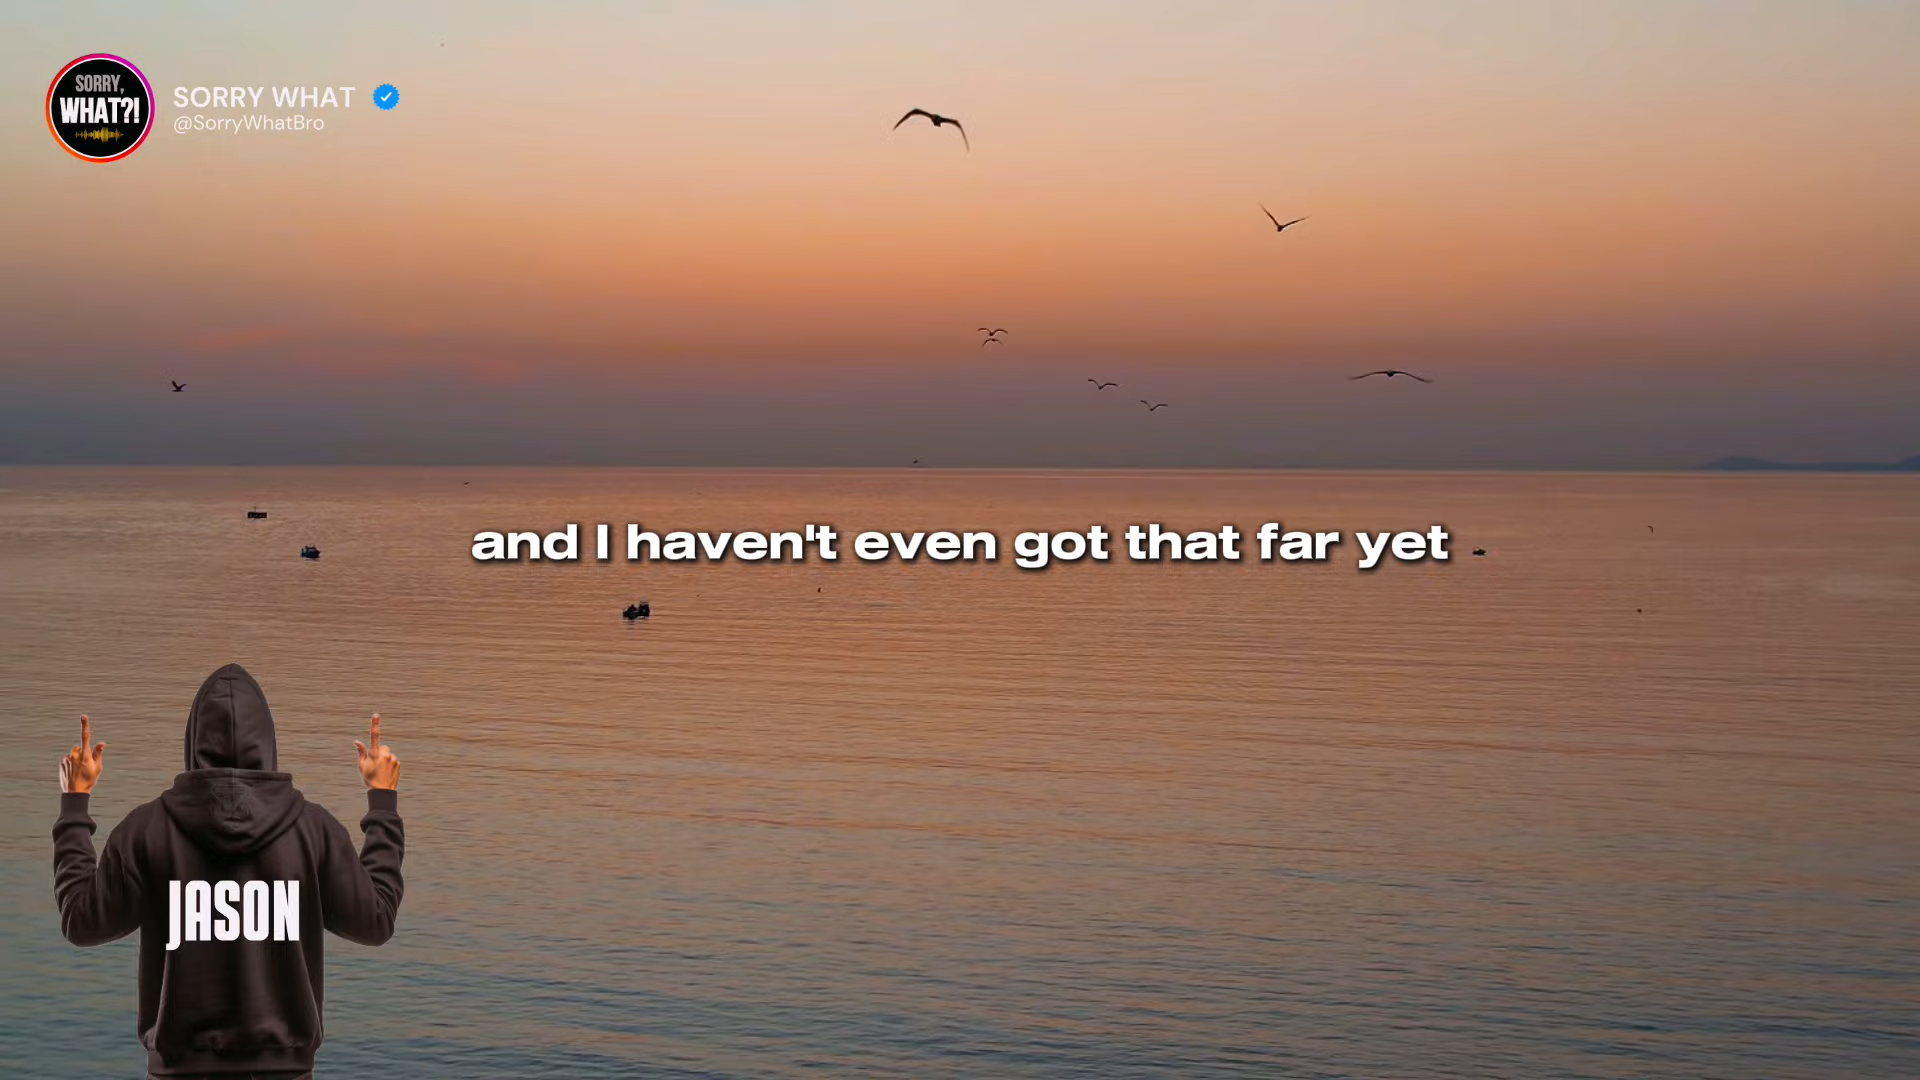 SORRY,
WHAT?!
SORRY WHAT
@SorryWhatBro
and I haven't even got that far yet
JASON